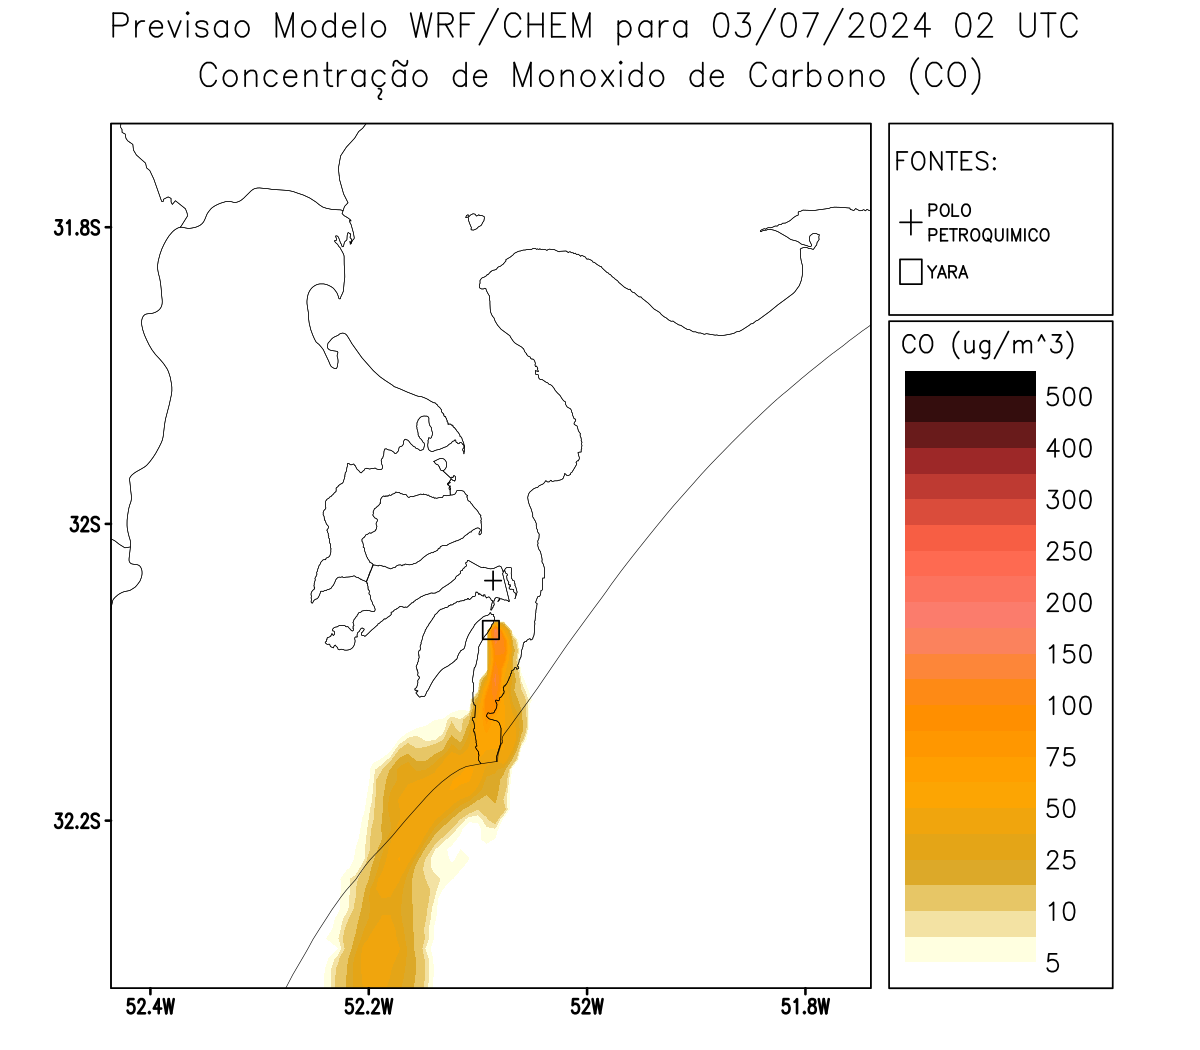 Previsao Modelo WRF/CHEM para 03/07/2024 02 UTC
Concentração de Monoxido de Carbono (CO)
FONTES:
POLO
PETROQUIMICO
YARA
CO (ug/m^3)
500
400
300
250
200
150
100
75
50
25
10
5
31.8S
32S
32.2S
52.4W
52.2W
52W
51.8W